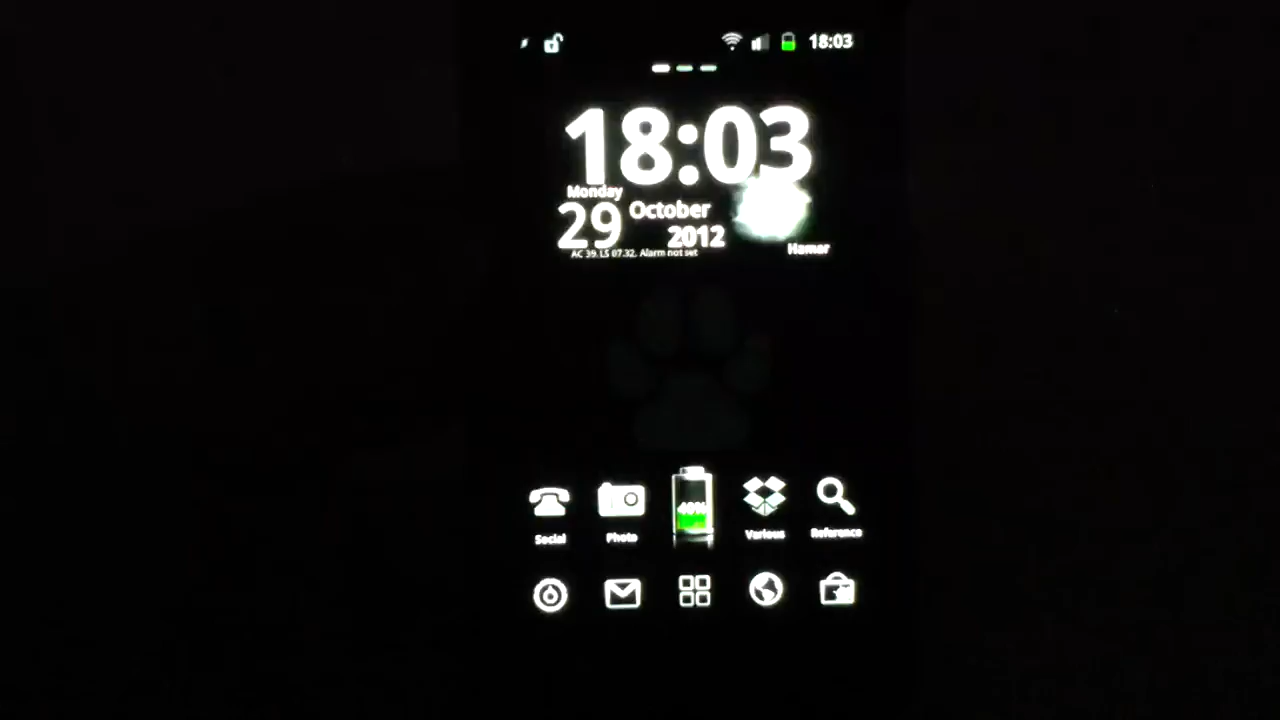 18:03
18:03
Monday
29 October
2012
AC 39. LS 07.32. Alarm not set
Hamar
Social
Photo
Various
Reference